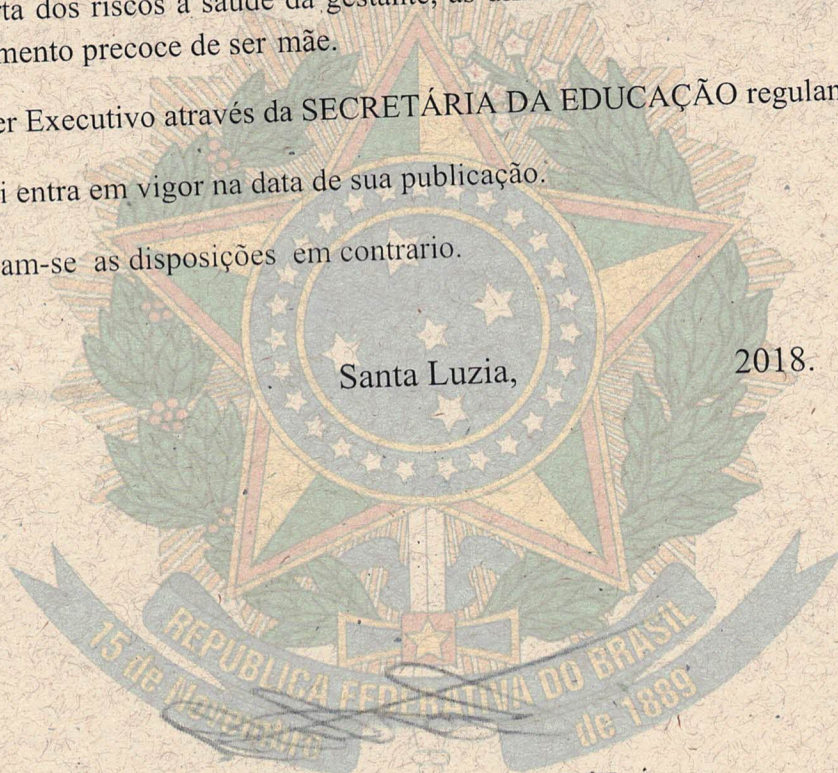 ta dos riscos à saúde da gestante, as
mento precoce de ser mãe.
er Executivo através da SECRETÁRIA DA EDUCAÇÃO regulan
i entra em vigor na data de sua publicação.
am-se as disposições em contrario.
Santa Luzia, 2018.
REPUBLICA FEDERATIVA DO BRASIL
15 de Novembro de 1889